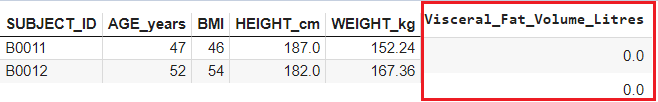 SUBJECT_ID AGE_years BMI HEIGHT_cm WEIGHT_kg Visceral_Fat_Volume_Litres
B0011 47 46 187.0 152.24 0.0
B0012 52 54 182.0 167.36 0.0